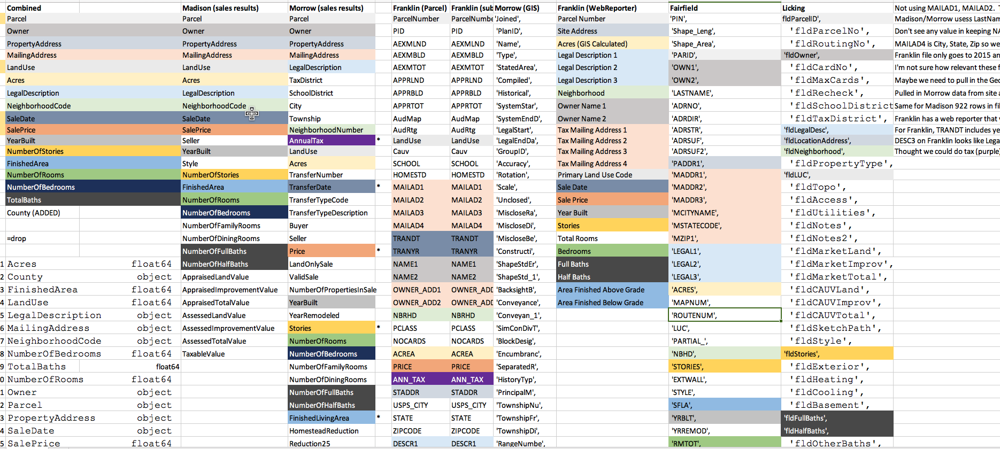 Combined Madison (sales results) Morrow (sales results) Franklin (Parcel) Franklin (sub Morrow (GIS) Franklin (WebReporter) Fairfield Licking Not using MAILAD1, MAILAD2.
Parcel Parcel Parcel ParcelNumber ParcelNumbe 'Joined', Parcel Number 'PIN', fldParcelID', Madison/Morrow usess LastNam
Owner Owner Owner PID PID 'PlanID', Site Address 'Shape_Leng', 'fldParcelNo', Don't see any value in keeping NA
PropertyAddress PropertyAddress PropertyAddress AEXMLND AEXMLND 'Name', Acres (GIS Calculated) 'Shape_Area', 'fldRoutingNo', MAILAD4 is City, State, Zip so we
MailingAddress MailingAddress MailingAddress AEXMBLD AEXMBLD 'Type', Legal Description 1 'PARID', 'fldOwner', Franklin file only goes to 2015 an
LandUse LandUse LegalDescription AEXMTOT AEXMTOT 'StatedArea', Legal Description 2 'OWN1', 'fldCardNo', I'm not sure how relevant these f
Acres Acres TaxDistrict APPRLND APPRLND 'Compiled', Legal Description 3 'OWN2', 'fldMaxCards', Maybe we need to pull in the Geo
LegalDescription LegalDescription SchoolDistrict APPRBLD APPRBLD 'Historical', Neighborhood 'LASTNAME', 'fldRecheck', Pulled in Morrow data from site a
NeighborhoodCode NeighborhoodCode City APPRTOT APPRTOT 'SystemStar', Owner Name 1 'ADRNO', 'fldSchoolDistrict Same for Madison 922 rows in fil
SaleDate SaleDate Township AudMap AudMap 'SystemEndD', Owner Name 2 'ADRDIR', 'fldTaxDistrict', Franklin has a web reporter that
SalePrice SalePrice NeighborhoodNumber AudRtg AudRtg 'LegalStart', Tax Mailing Address 1 'ADRSTR', 'fldLegalDesc', For Franklin, TRANDT includes ye
YearBuilt Seller AnnualTax * LandUse LandUse 'LegalEndDa', Tax Mailing Address 2 'ADRSUF', 'fldLocationAddress', DESC3 on Franklin looks like Lega
NumberOfStories YearBuilt LandUse Cauv Cauv 'GroupID', Tax Mailing Address 3 'ADRSUF2', 'fldNeighborhood', Thought we could do tax (purple)
FinishedArea Style Acres SCHOOL SCHOOL 'Accuracy', Tax Mailing Address 4 'PADDR1', 'fldPropertyType',
NumberOfRooms NumberOfStories TransferNumber HOMESTD HOMESTD 'Rotation', Primary Land Use Code 'MADDR1', 'fldLUC',
NumberOfBedrooms FinishedArea TransferDate * MAILAD1 MAILAD1 'Scale', Sale Date 'MADDR2', 'fldTopo',
TotalBaths NumberOfRooms TransferTypeCode MAILAD2 MAILAD2 'Unclosed', Sale Price 'MADDR3', 'fldAccess',
County (ADDED) NumberOfBedrooms TransferTypeDescription MAILAD3 MAILAD3 'MiscloseRa', Year Built 'MCITYNAME', 'fldUtilities',
NumberOfFamilyRooms Buyer MAILAD4 MAILAD4 'MiscloseDi', Stories 'MSTATECODE', 'fldNotes',
=drop NumberOfDiningRooms Seller TRANDT TRANDT 'MiscloseBe', Total Rooms 'MZIP1', 'fldNotes2',
NumberOfFullBaths Price * TRANYR TRANYR 'Constructi', Bedrooms 'LEGAL1', 'fldMarketLand',
1 Acres float64 NumberOfHalfBaths LandOnlySale NAME1 NAME1 'ShapeStdEr', Full Baths 'LEGAL2', 'fldMarketImprov',
2 County object AppraisedLandValue ValidSale NAME2 NAME2 'ShapeStd_1', Half Baths 'LEGAL3', 'fldMarketTotal',
3 FinishedArea float64 AppraisedImprovementValue NumberOfPropertiesInSale OWNER_ADD1 OWNER_ADD 'BacksightB', Area Finished Above Grade 'ACRES', 'fldCAUVLand',
4 LandUse float64 AppraisedTotalValue YearBuilt OWNER_ADD2 OWNER_ADD 'Conveyance', Area Finished Below Grade 'MAPNUM', 'fldCAUVImprov',
5 LegalDescription object AssessedLandValue YearRemodeled NBRHD NBRHD 'Conveyan_1', 'ROUTENUM', 'fldCAUVTotal',
6 MailingAddress object AssessedImprovementValue Stories * PCLASS PCLASS 'SimConDivT', 'LUC', 'fldSketchPath',
7 NeighborhoodCode object AssessedTotalValue NumberOfRooms NOCARDS NOCARDS 'BlockDesig', 'PARTIAL_', 'fldStyle',
8 NumberOfBedrooms float64 TaxableValue NumberOfBedrooms ACREA ACREA 'Encumbranc', 'NBHD', 'fldStories',
9 TotalBaths float64 NumberOfFamilyRooms PRICE PRICE 'SeparatedR', 'STORIES', 'fldExterior',
0 NumberOfRooms float64 NumberOfDiningRooms ANN_TAX ANN_TAX 'HistoryTyp', 'EXTWALL', 'fldHeating',
1 Owner object NumberOfFullBaths STADDR STADDR 'PrincipalM', 'STYLE', 'fldCooling',
2 Parcel object NumberOfHalfBaths USPS_CITY USPS_CITY 'TownshipNu', 'SFLA', 'fldBasement',
3 PropertyAddress object FinishedLivingArea * STATE STATE 'TownshipFr', 'YRBLT', 'fldFullBaths',
4 SaleDate object HomesteadReduction ZIPCODE ZIPCODE 'TownshipDi', 'YRREMOD', 'fldHalfBaths',
5 SalePrice float64 Reduction25 DESCR1 DESCR1 'RangeNumbe', 'RMTOT', 'fldOtherBaths',